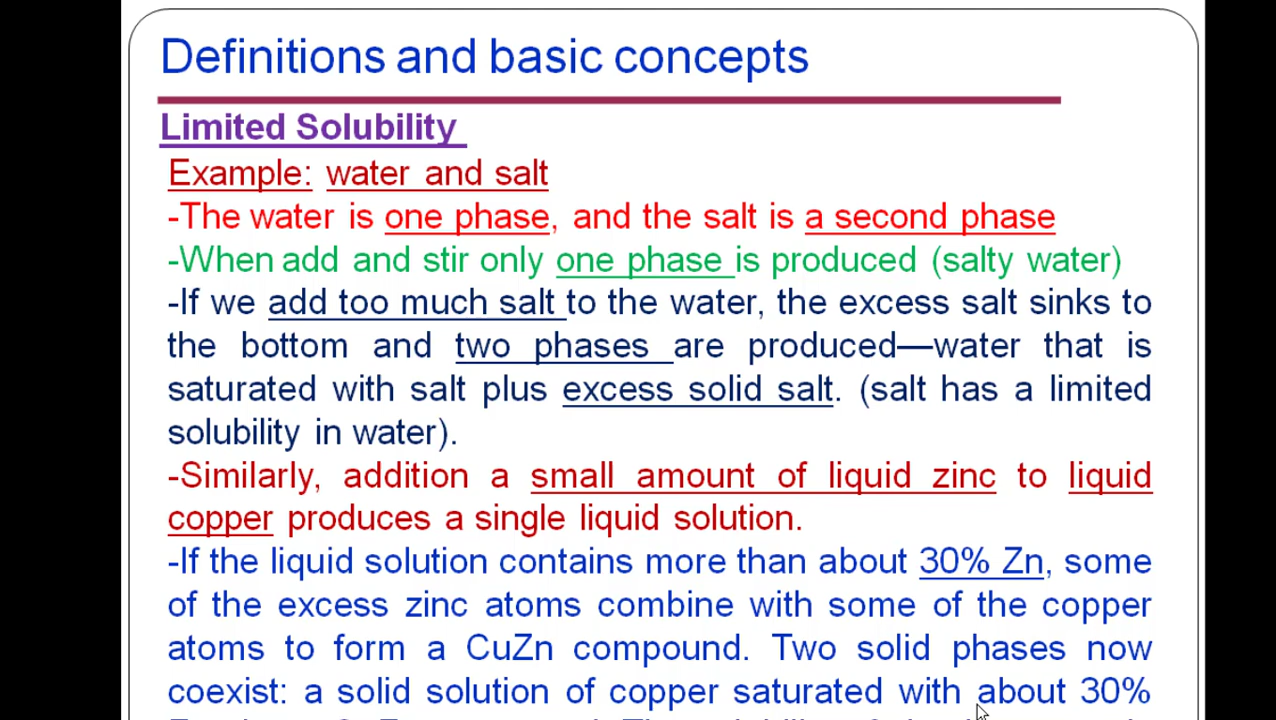 Definitions and basic concepts
Limited Solubility
Example: water and salt
-The water is one phase, and the salt is a second phase
-When add and stir only one phase is produced (salty water)
-If we add too much salt to the water, the excess salt sinks to
the bottom and two phases are produced—water that is
saturated with salt plus excess solid salt. (salt has a limited
solubility in water).
-Similarly, addition a small amount of liquid zinc to liquid
copper produces a single liquid solution.
-If the liquid solution contains more than about 30% Zn, some
of the excess zinc atoms combine with some of the copper
atoms to form a CuZn compound. Two solid phases now
coexist: a solid solution of copper saturated with about 30%